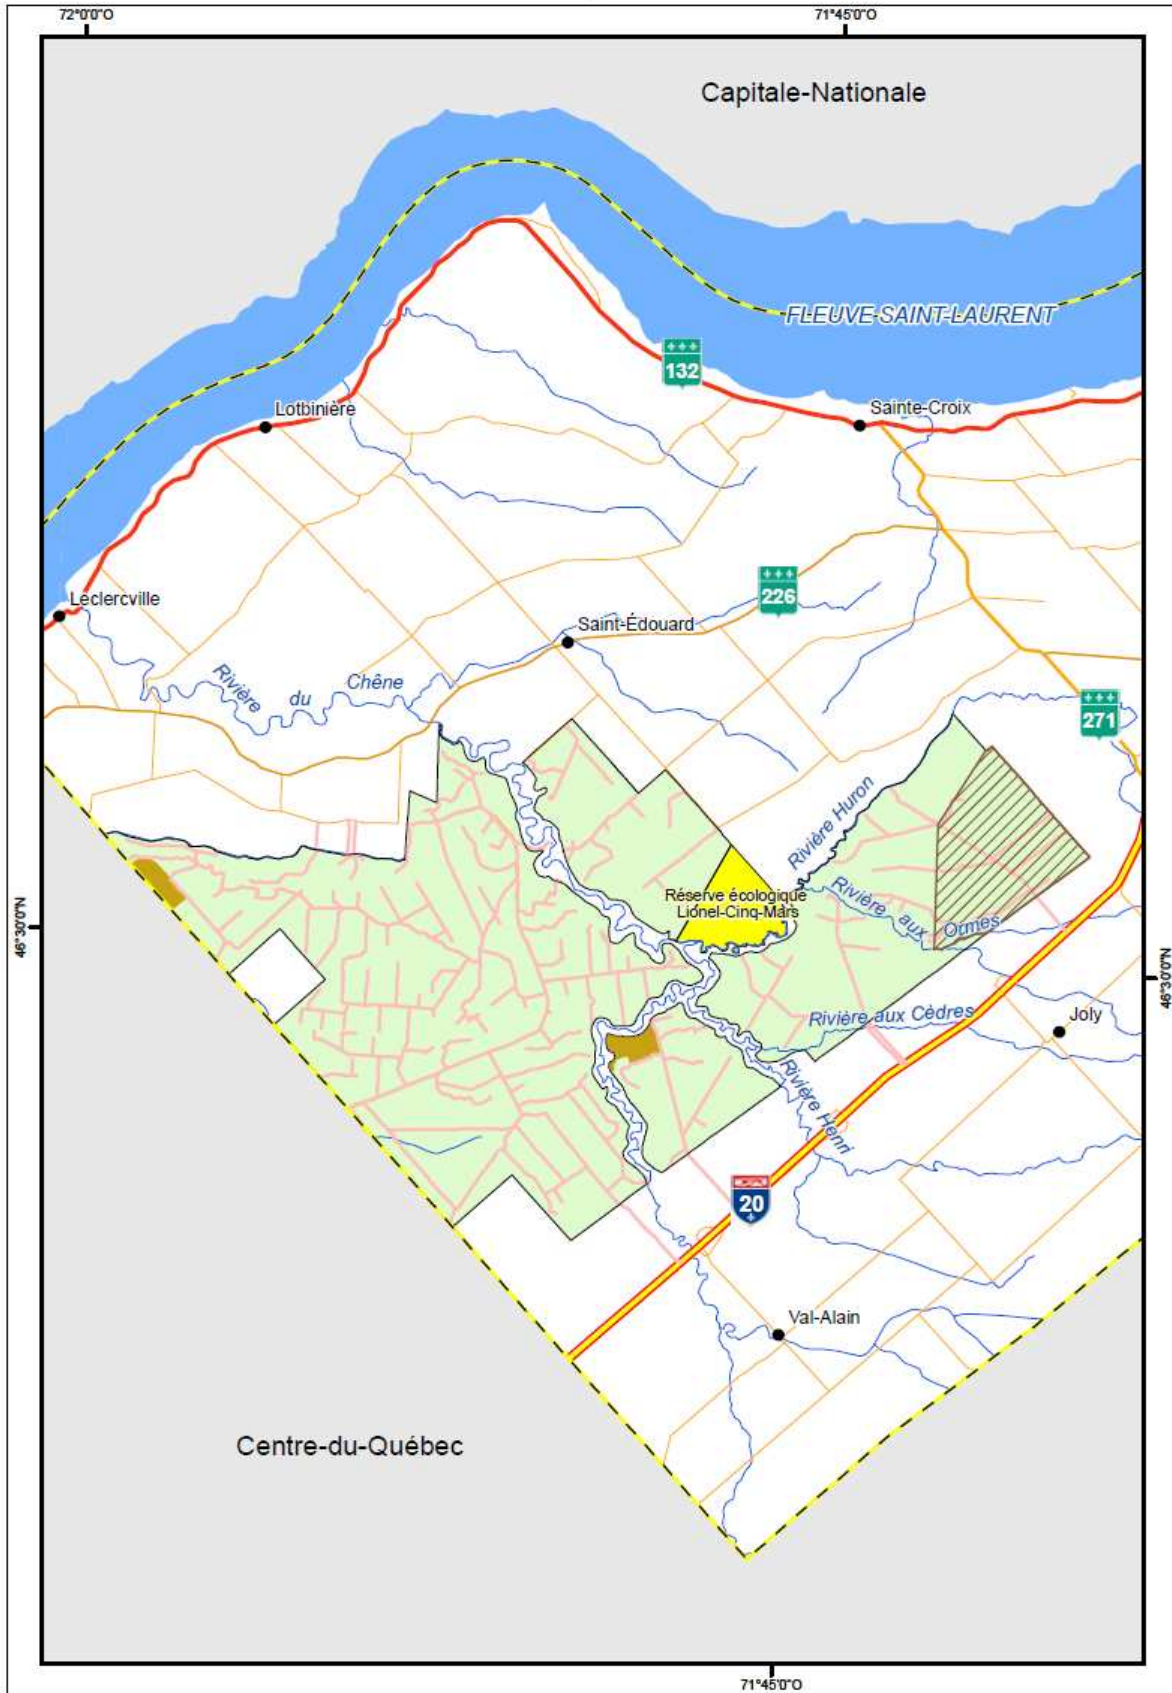 72°0'0"O
71°45'0"O
Capitale-Nationale
FLEUVE SAINT-LAURENT
132
Lotbinière
Sainte-Croix
226
Leclercville
Saint-Édouard
Rivière du Chêne
271
Rivière Huron
Réserve écologique
Lionel-Cinq-Mars
Rivière aux Ormes
46°30'0"N
46°30'0"N
Rivière aux Cèdres
Joly
Rivière Henri
20
Val-Alain
Centre-du-Québec
71°45'0"O